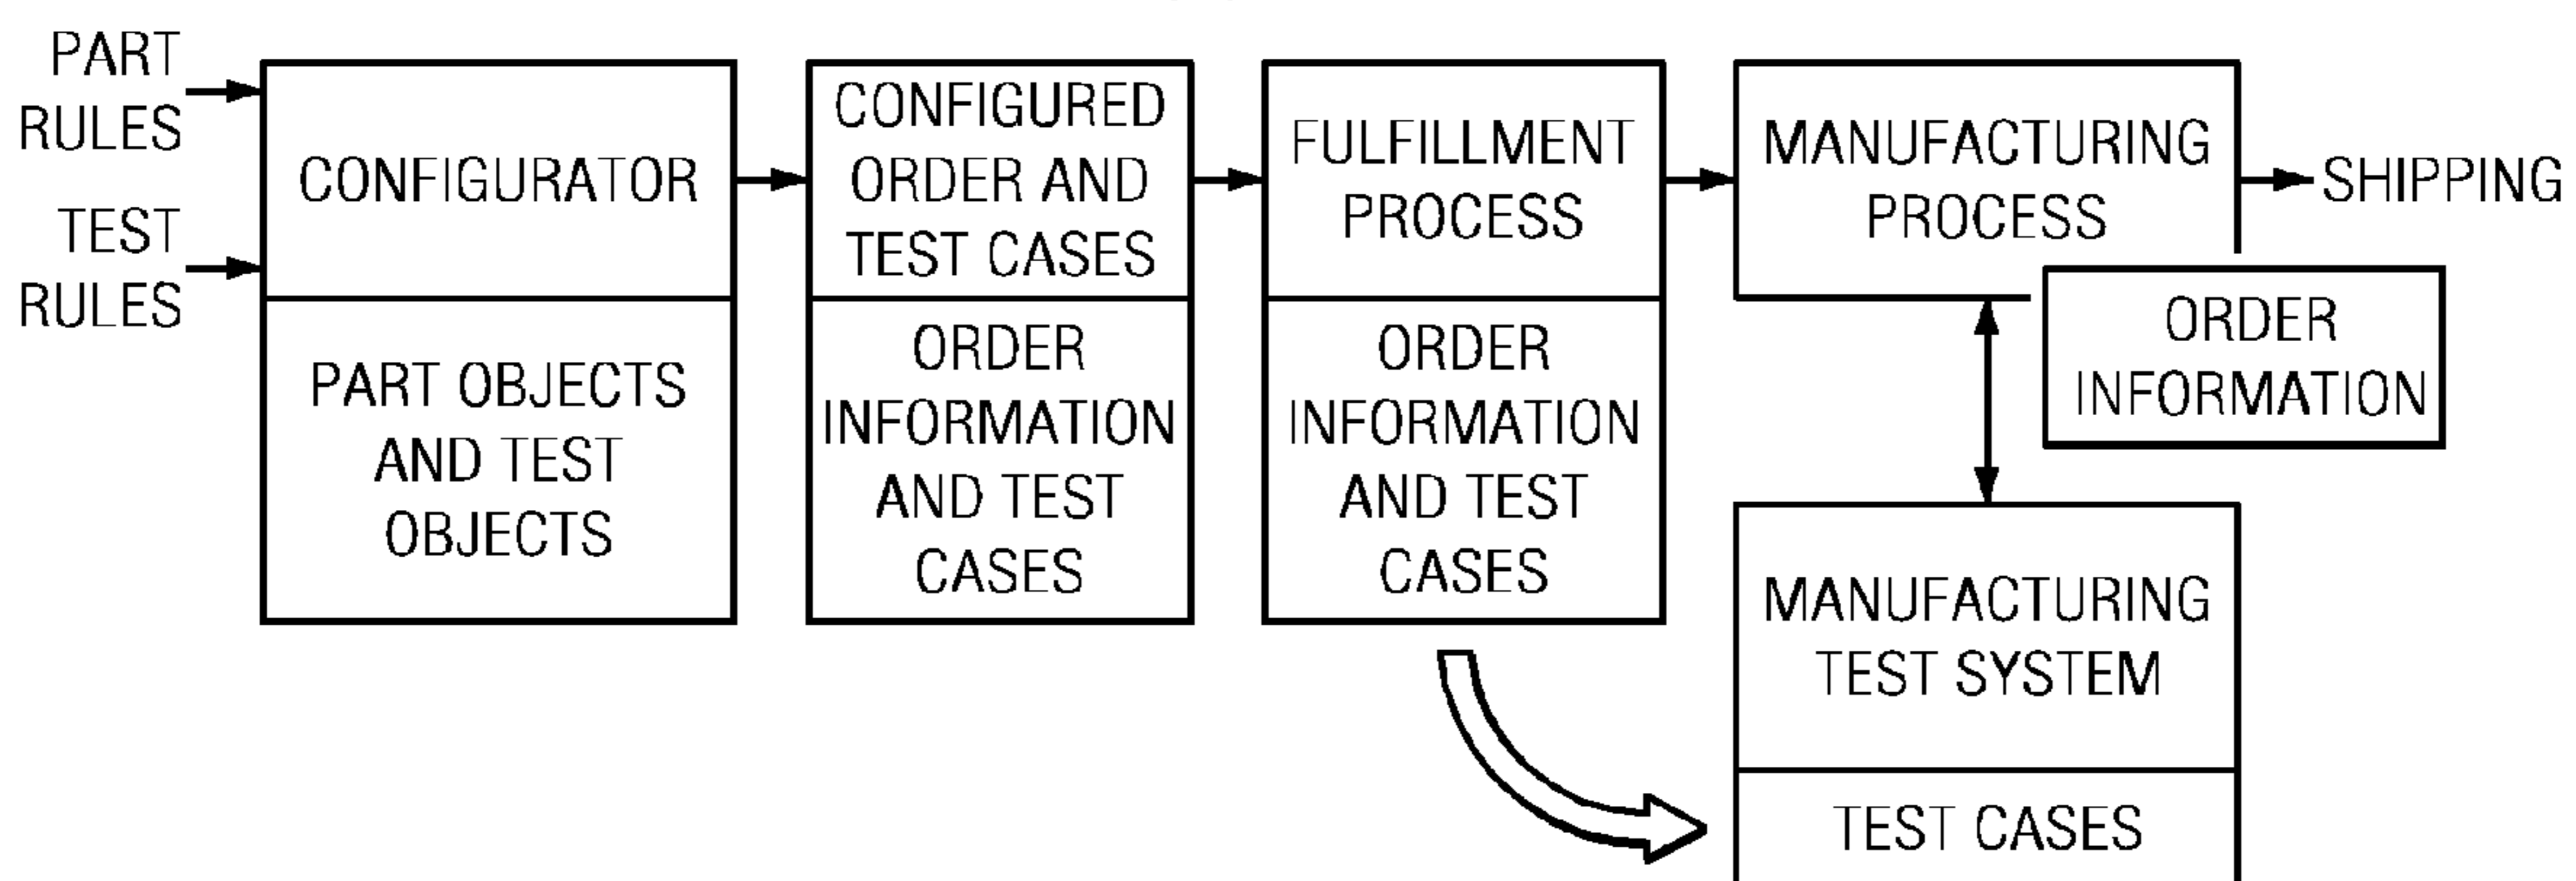 PART
RULES
TEST
RULES
CONFIGURATOR
PART OBJECTS
AND TEST
OBJECTS
CONFIGURED
ORDER AND
TEST CASES
ORDER
INFORMATION
AND TEST
CASES
FULFILLMENT
PROCESS
ORDER
INFORMATION
AND TEST
CASES
MANUFACTURING
PROCESS
SHIPPING
ORDER
INFORMATION
MANUFACTURING
TEST SYSTEM
TEST CASES